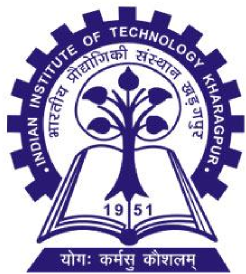 • INDIAN INSTITUTE OF TECHNOLOGY KHARAGPUR •
भारतीय प्रौद्योगिकी संस्थान खड़गपुर
1951
योगः कर्मसु कौशलम्